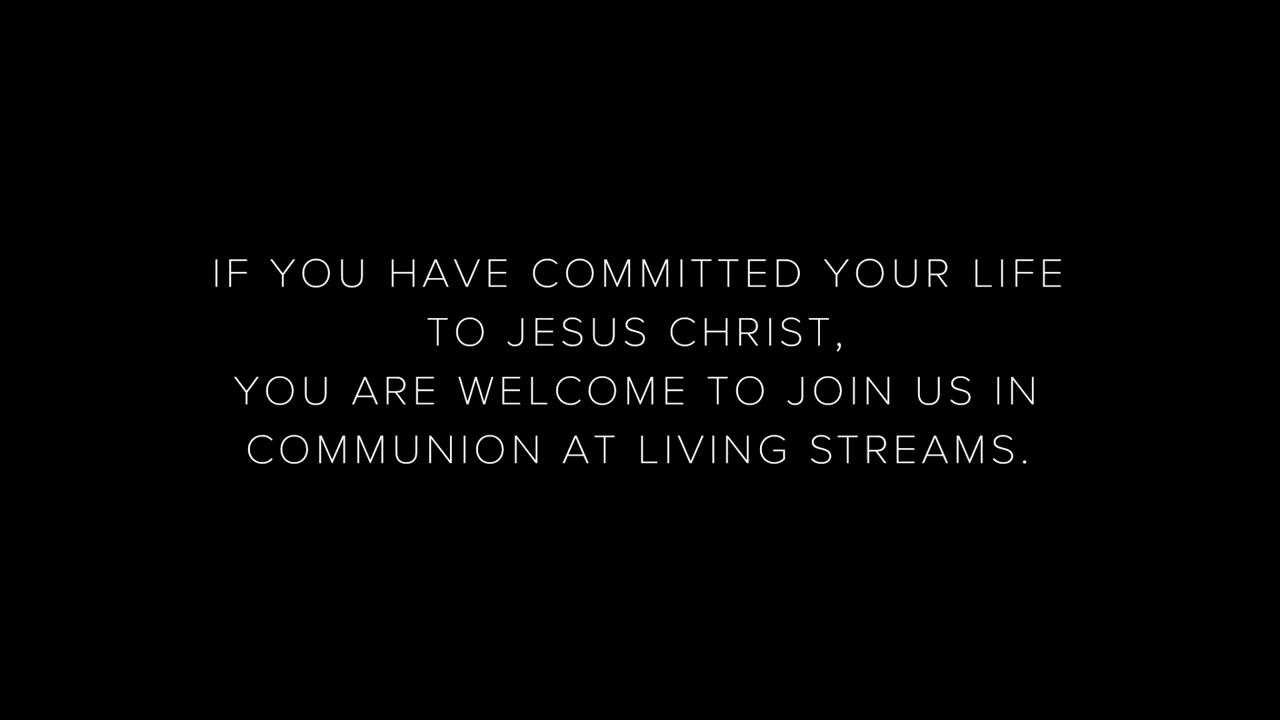 IF YOU HAVE COMMITTED YOUR LIFE
TO JESUS CHRIST,
YOU ARE WELCOME TO JOIN US IN
COMMUNION AT LIVING STREAMS.